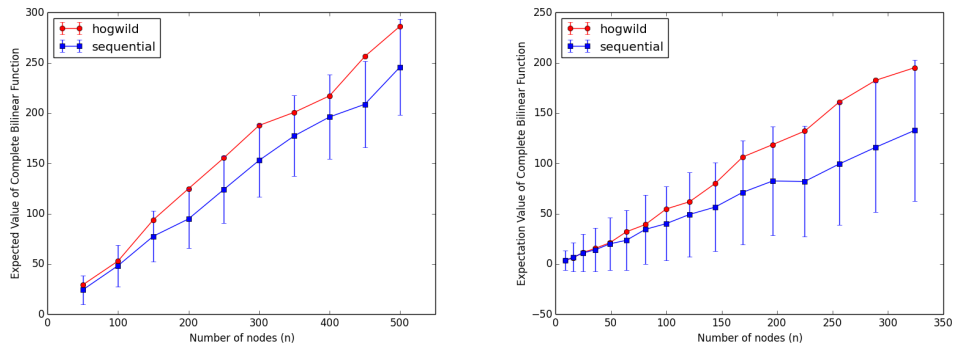 300
250
200
150
100
50
0
Expected Value of Complete Bilinear Function
hogwild
sequential
0 100 200 300 400 500
Number of nodes (n)
250
200
150
100
50
0
−50
Expectation Value of Complete Bilinear Function
hogwild
sequential
0 50 100 150 200 250 300 350
Number of nodes (n)